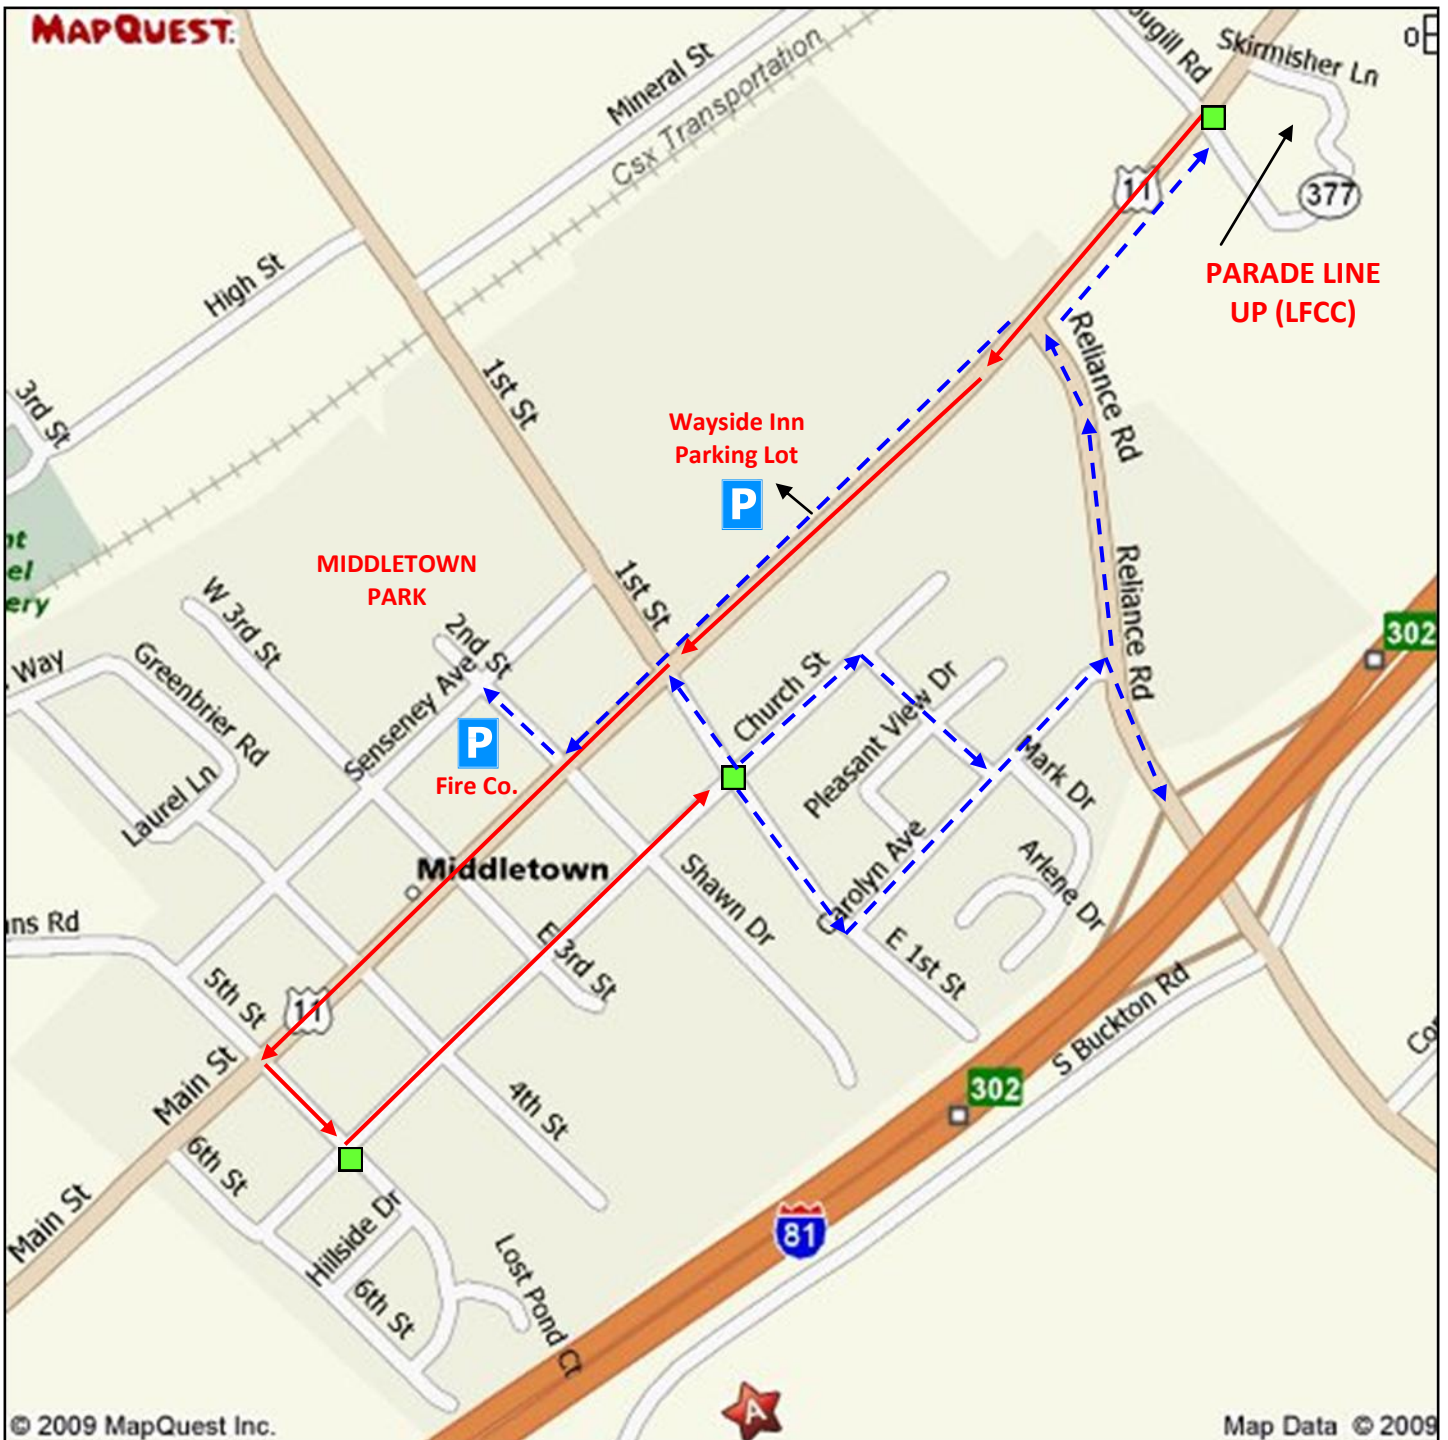 MAPQUEST.
Mineral St
Csx Transportation
Skirmisher Ln
377
11
High St
PARADE LINE
UP (LFCC)
3rd St
1st St
Reliance Rd
Wayside Inn
Parking Lot
P
MIDDLETOWN
PARK
1st St
Reliance Rd
302
W 3rd St
2nd St
Way
Greenbrier Rd
Senseney Ave
Church St
Pleasant View Dr
P
Fire Co.
Laurel Ln
Mark Dr
Middletown
Carolyn Ave
Arlene Dr
Shawn Dr
E 3rd St
E 1st St
5th St
11
S Buckton Rd
Main St
302
4th St
6th St
Main St
Hillside Dr
81
Lost Pond Ct
6th St
A
© 2009 MapQuest Inc.
Map Data © 2009